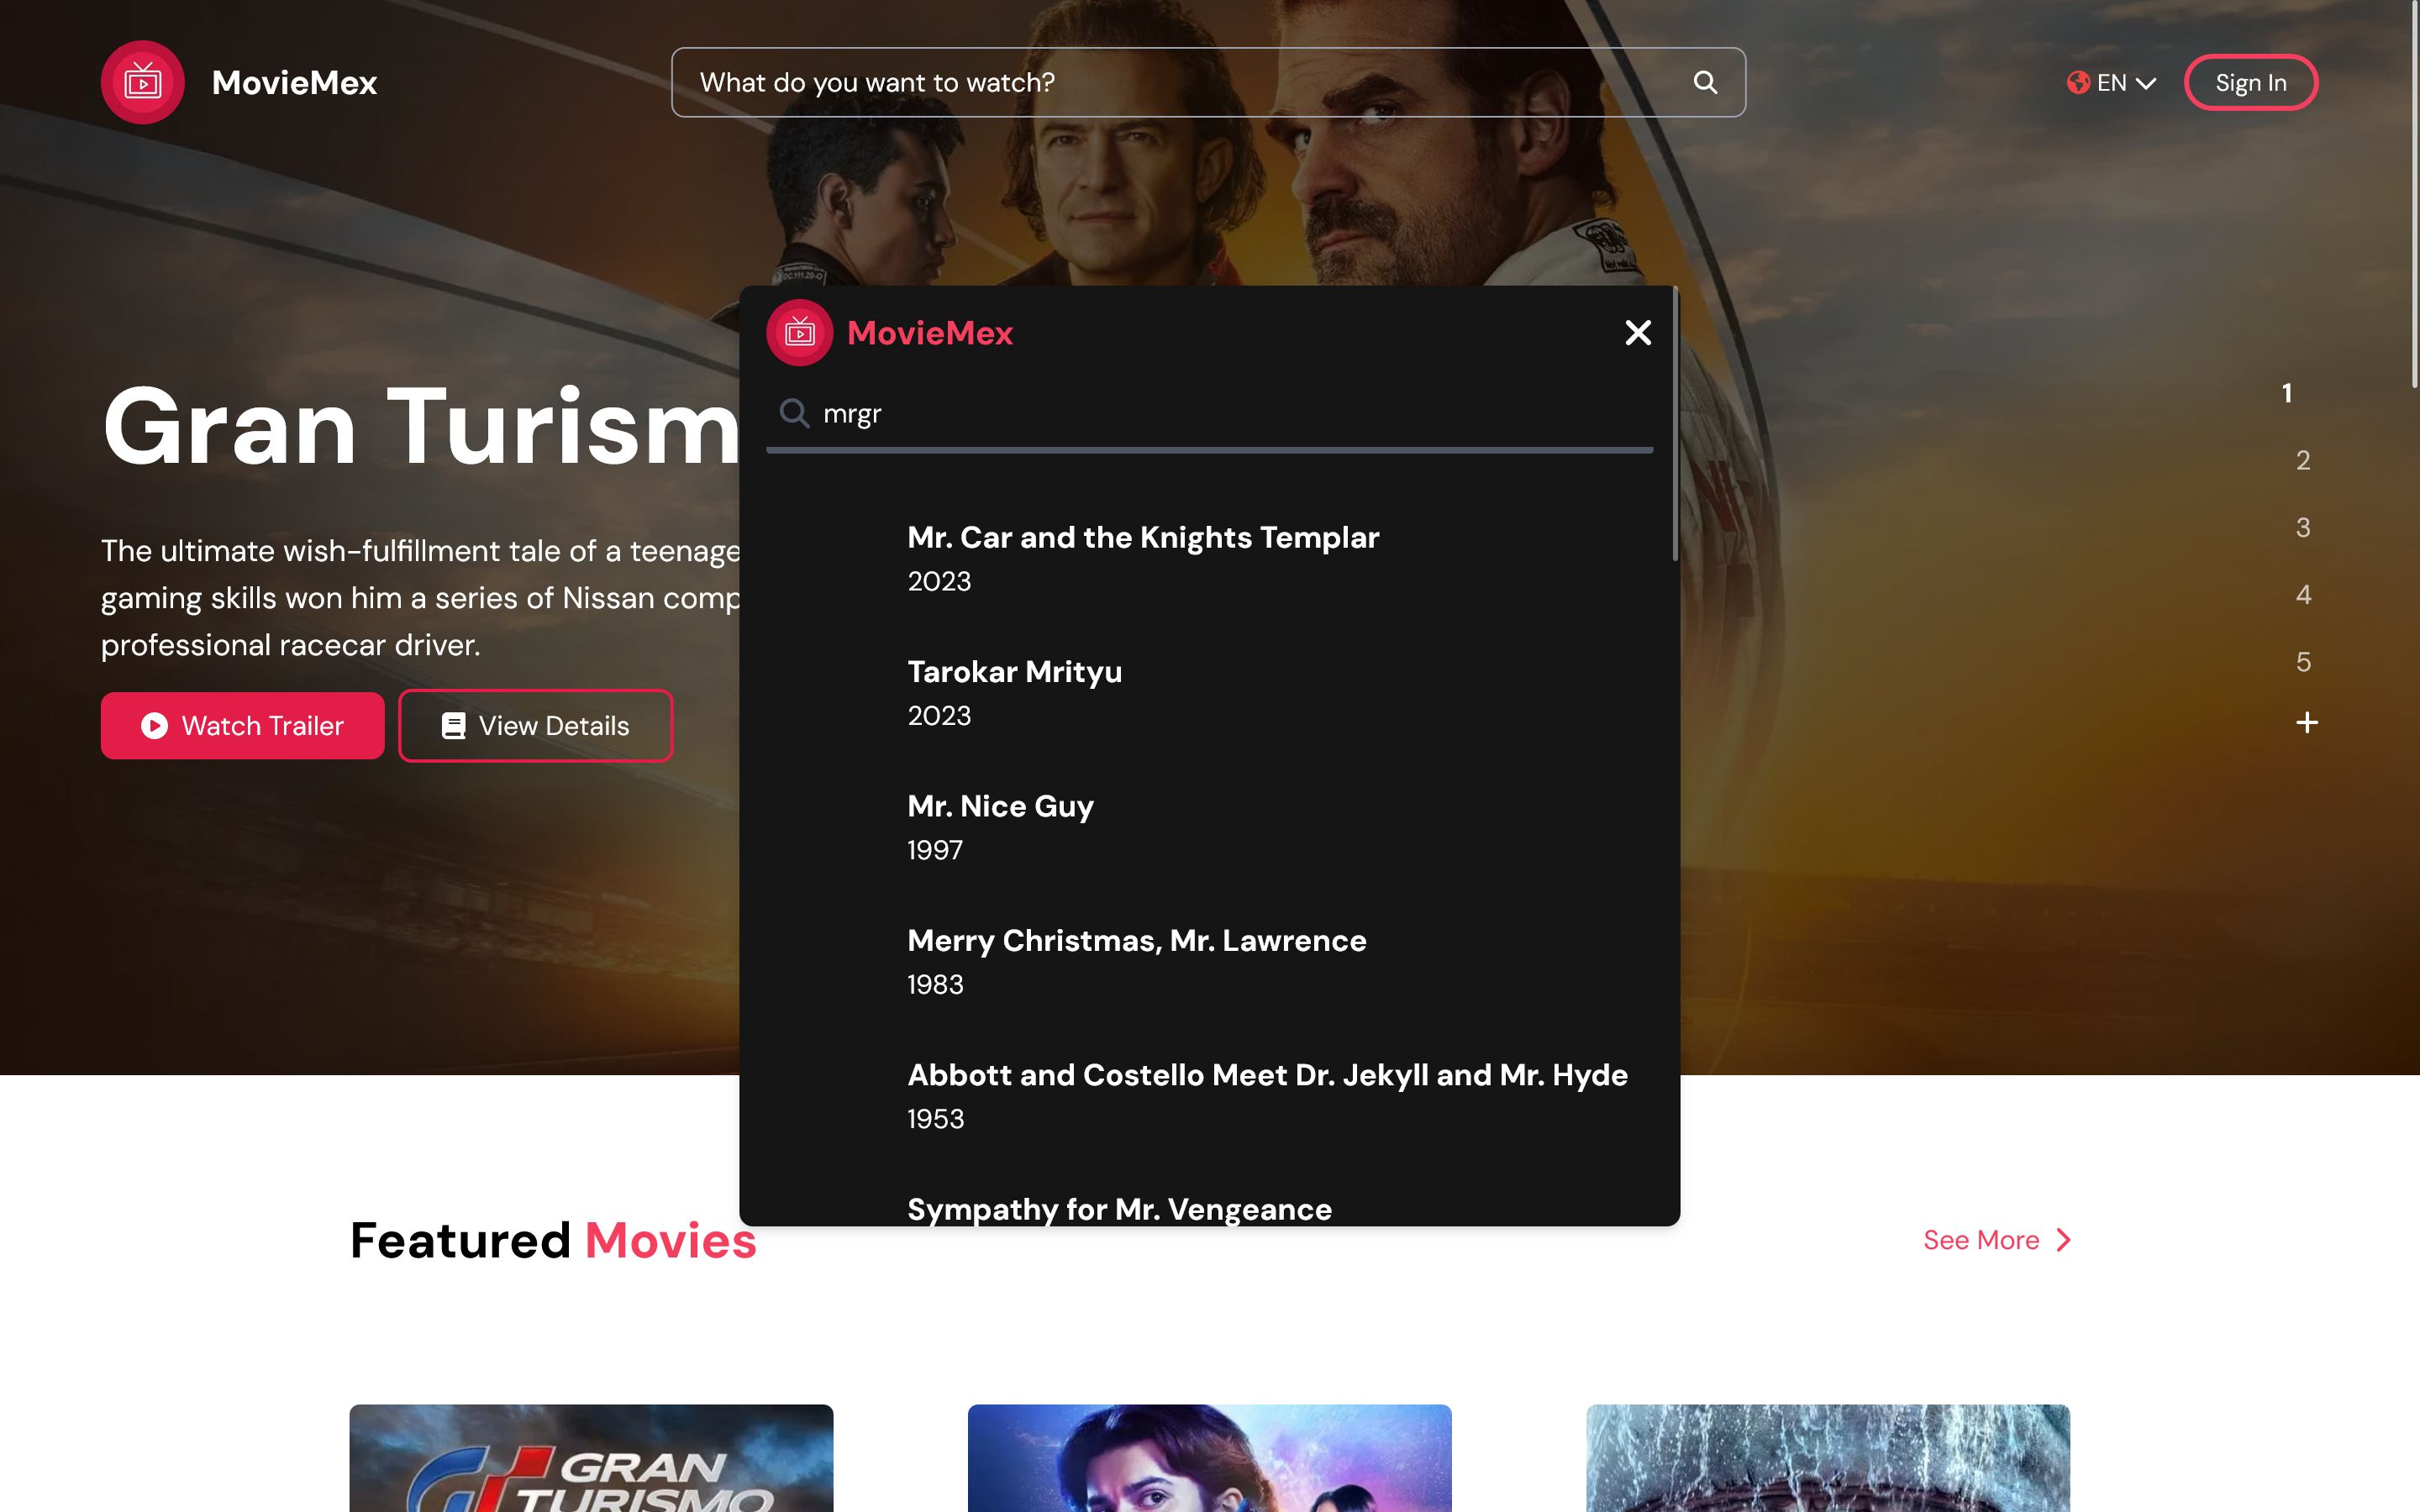 MovieMex
What do you want to watch?
EN
Sign In
MovieMex
mrgr
Gran Turism
The ultimate wish-fulfillment tale of a teenage
gaming skills won him a series of Nissan comp
professional racecar driver.
Watch Trailer
View Details
1
2
3
4
5
+
Mr. Car and the Knights Templar
2023
Tarokar Mrityu
2023
Mr. Nice Guy
1997
Merry Christmas, Mr. Lawrence
1983
Abbott and Costello Meet Dr. Jekyll and Mr. Hyde
1953
Sympathy for Mr. Vengeance
Featured Movies
See More
GRAN
TURISMO